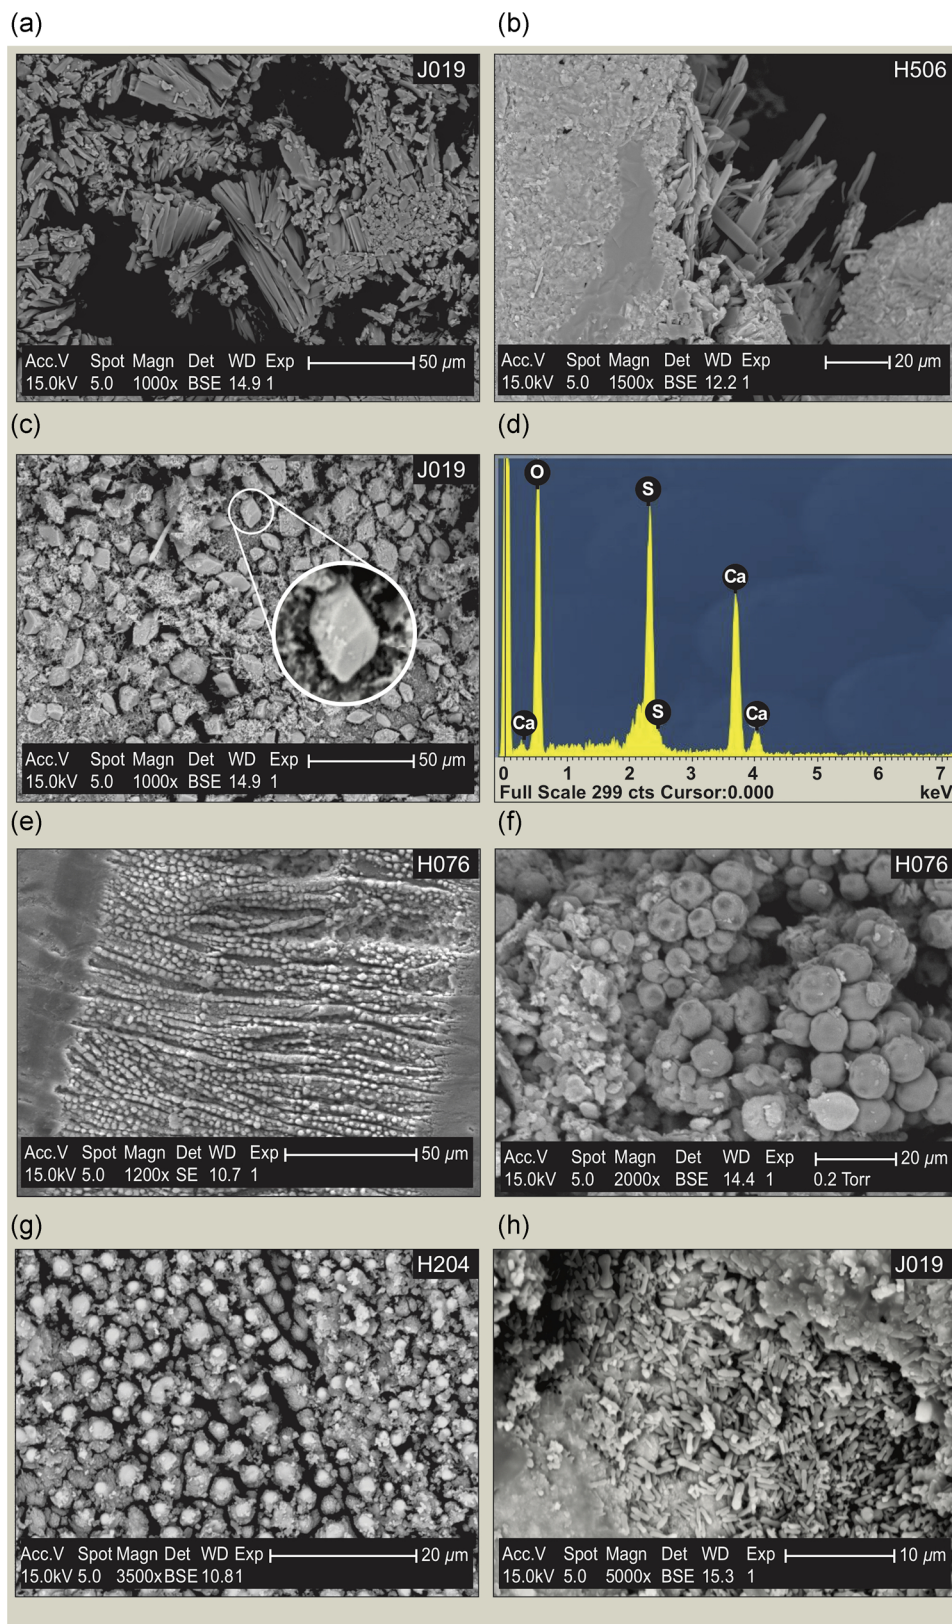 (a)
(b)
J019
H506
Acc.V Spot Magn Det WD Exp 50 µm
15.0kV 5.0 1000x BSE 14.9 1
Acc.V Spot Magn Det WD Exp 20 µm
15.0kV 5.0 1500x BSE 12.2 1
(c)
(d)
J019
Acc.V Spot Magn Det WD Exp 50 µm
15.0kV 5.0 1000x BSE 14.9 1
O
S
Ca
Ca
S
Ca
0 1 2 3 4 5 6 7
Full Scale 299 cts Cursor:0.000 keV
(e)
(f)
H076
H076
Acc.V Spot Magn Det WD Exp 50 µm
15.0kV 5.0 1200x SE 10.7 1
Acc.V Spot Magn Det WD Exp 20 µm
15.0kV 5.0 2000x BSE 14.4 1 0.2 Torr
(g)
(h)
H204
J019
Acc.V Spot Magn Det WD Exp 20 µm
15.0kV 5.0 3500x BSE 10.81
Acc.V Spot Magn Det WD Exp 10 µm
15.0kV 5.0 5000x BSE 15.3 1